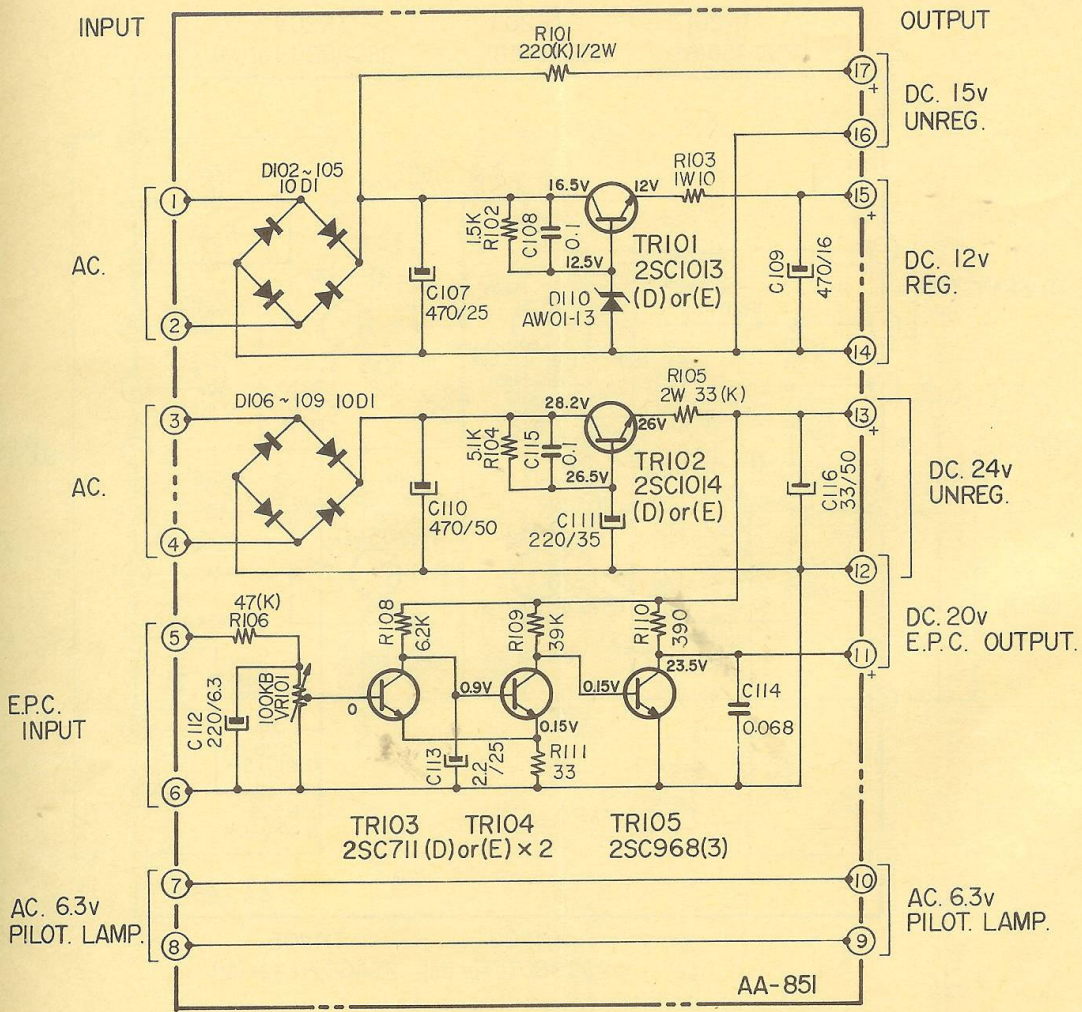 INPUT
OUTPUT
R101
220(K)1/2W
17
+
DC. 15v
UNREG.
16
D102~105
10 D1
R103
1W10
1
16.5V
12V
15
+
1.5K
R102
C108
0.1
TR101
2SC1013
(D) or(E)
AC.
12.5V
C107
470/25
D110
AW01-13
C109
470/16
DC. 12v
REG.
2
14
R105
2W 33(K)
D106 ~ 109 10D1
3
28.2V
26V
13
+
5.1K
R104
C115
0.1
TR102
2SC1014
(D) or(E)
AC.
26.5V
C110
470/50
C111
220/35
C116
33/50
DC. 24v
UNREG.
4
12
47(K)
R106
5
R108
6.2K
R109
39K
R110
390
DC. 20v
E.P.C. OUTPUT.
11
+
23.5V
E.P.C.
INPUT
C112
220/6.3
100KB
VR101
0
0.9V
0.15V
0.15V
C114
0.068
C113
2.2
/25
R111
33
6
TR103 TR104 TR105
2SC711 (D)or(E) × 2 2SC968(3)
7
10
AC. 6.3v
PILOT. LAMP.
AC. 6.3v
PILOT. LAMP.
8
9
AA-851